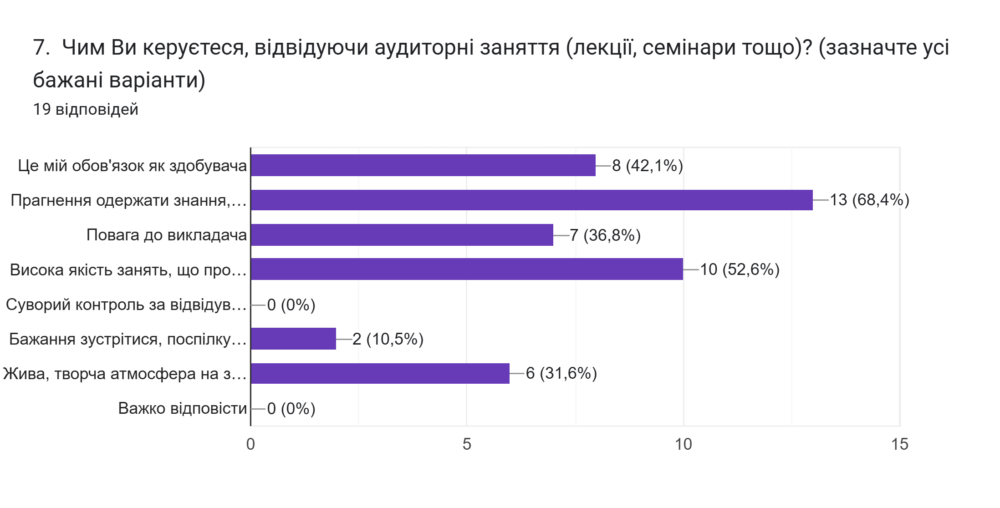 7.  Чим Ви керуєтеся, відвідуючи аудиторні заняття (лекції, семінари тощо)? (зазначте усі
бажані варіанти)
19 відповідей
Це мій обов'язок як здобувача 8 (42,1%)
Прагнення одержати знання,… 13 (68,4%)
Повага до викладача 7 (36,8%)
Висока якість занять, що про… 10 (52,6%)
Суворий контроль за відвідув… 0 (0%)
Бажання зустрітися, поспілку… 2 (10,5%)
Жива, творча атмосфера на з… 6 (31,6%)
Важко відповісти 0 (0%)
0 5 10 15